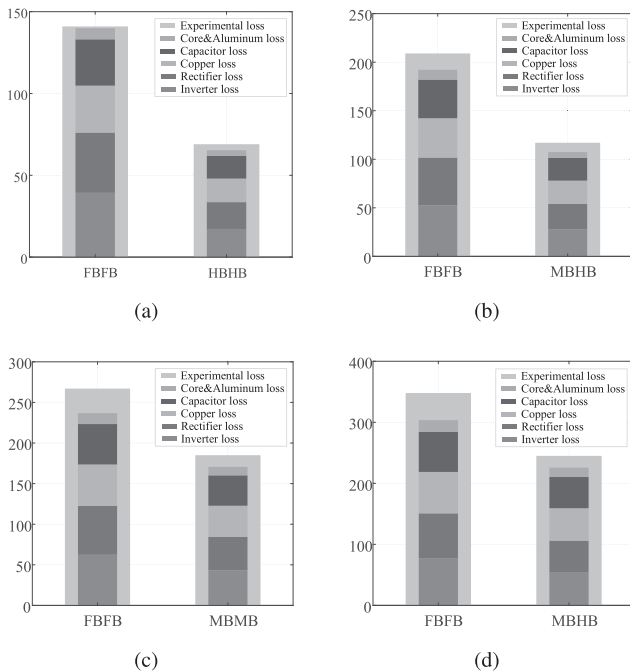 150
100
50
0
Experimental loss
Core&Aluminum loss
Capacitor loss
Copper loss
Rectifier loss
Inverter loss
FBFB HBHB
(a)
250
200
150
100
50
0
Experimental loss
Core&Aluminum loss
Capacitor loss
Copper loss
Rectifier loss
Inverter loss
FBFB MBHB
(b)
300
250
200
150
100
50
0
Experimental loss
Core&Aluminum loss
Capacitor loss
Copper loss
Rectifier loss
Inverter loss
FBFB MBMB
(c)
400
300
200
100
0
Experimental loss
Core&Aluminum loss
Capacitor loss
Copper loss
Rectifier loss
Inverter loss
FBFB MBHB
(d)